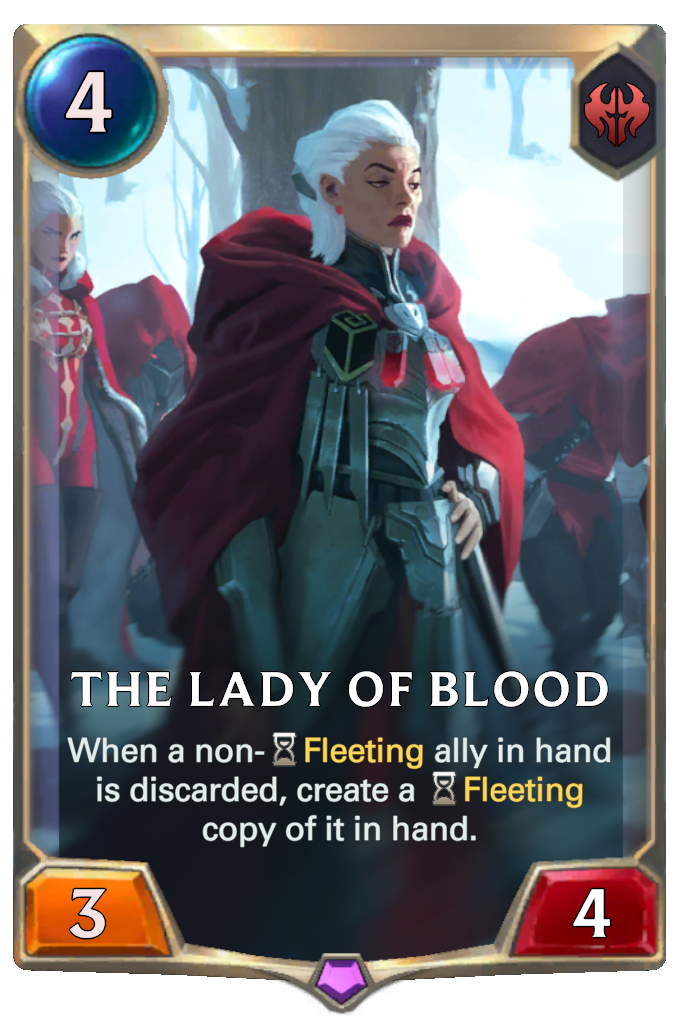 4
THE LADY OF BLOOD
When a non-Fleeting ally in hand
is discarded, create a Fleeting
copy of it in hand.
3
4